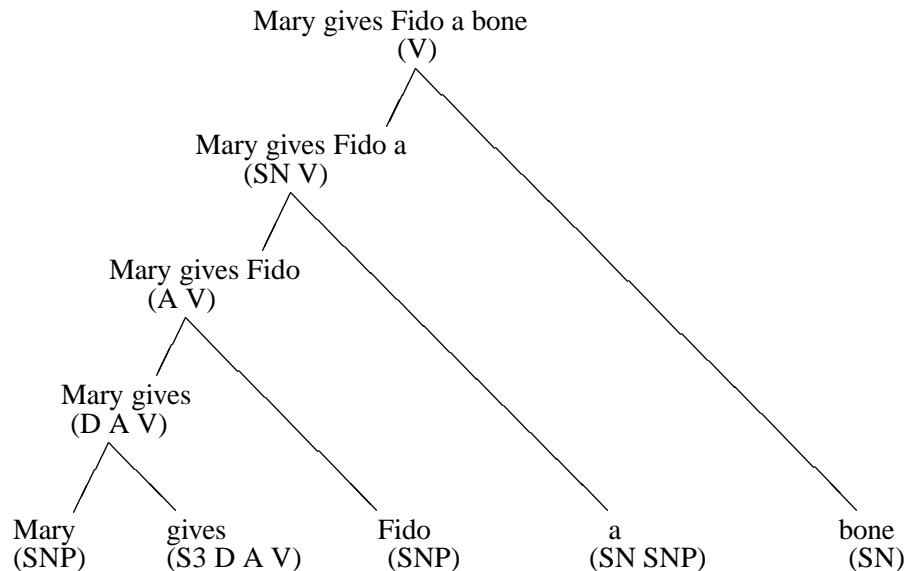 Mary gives Fido a bone
(V)
Mary gives Fido a
(SN V)
Mary gives Fido
(A V)
Mary gives
(D A V)
Mary gives Fido a bone
(SNP) (S3 D A V) (SNP) (SN SNP) (SN)